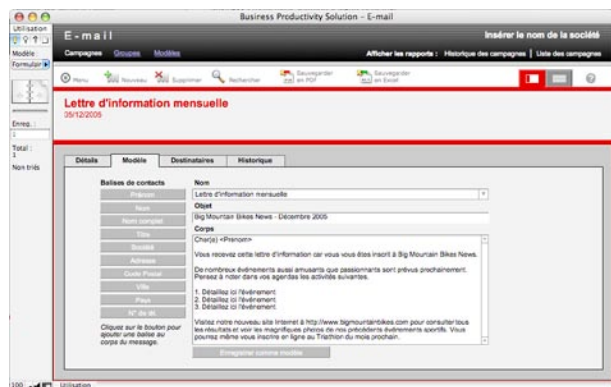 Business Productivity Solution - E-mail
Utilisation
E-mail
Insérer le nom de la société
Modèle :
Campagnes Groupes Modèles
Afficher les rapports : Historique des campagnes | Liste des campagnes
Formulair
Menu Nouveau Supprimer Rechercher Sauvegarder en PDF Sauvegarder en Excel
Lettre d'information mensuelle
05/12/2005
Enreg. :
1
Total :
1
Non triés
Détails Modèle Destinataires Historique
Balises de contacts
Nom
Prénom
Lettre d'information mensuelle
Nom
Objet
Nom complet
Big Mountain Bikes News - Décembre 2005
Titre
Corps
Société
Cher(e) <Prenom>
Adresse
Vous recevez cette lettre d'information car vous vous êtes inscrit à Big Mountain Bikes News.
Code Postal
De nombreux événements aussi amusants que passionnants sont prévus prochainement.
Ville
Pensez à noter dans vos agendas les activités suivantes.
Pays
1. Détaillez ici l'événement
N° de tél.
2. Détaillez ici l'événement
3. Détaillez ici l'événement
Cliquez sur le bouton pour
ajouter une balise au
corps du message.
Visitez notre nouveau site Internet à http://www.bigmountainbikes.com pour consulter tous
les résultats et voir les magnifiques photos de nos précédents événements sportifs. Vous
pourrez même vous inscrire en ligne au Triathlon du mois prochain.
Enregistrer comme modèle
100
Utilisation